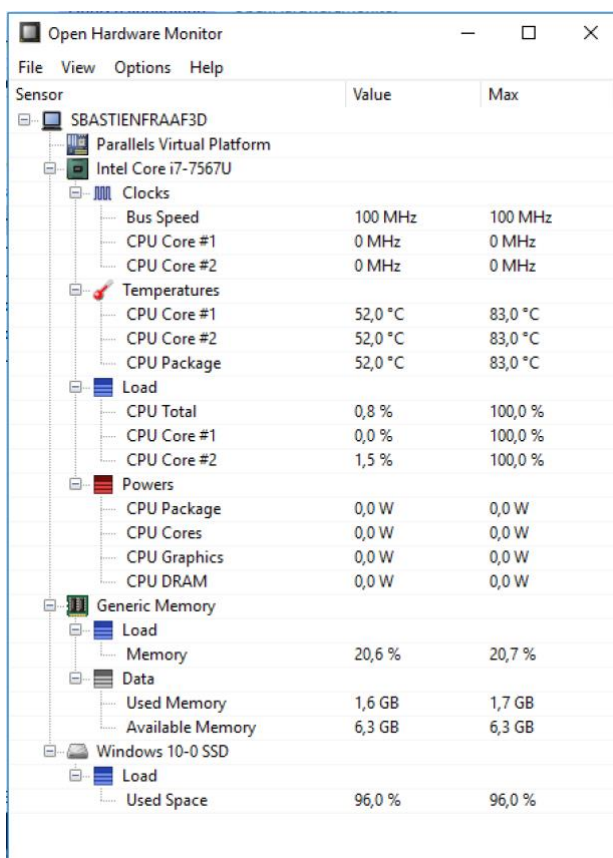 Open Hardware Monitor
File View Options Help
Sensor Value Max
SBASTIENFRAAF3D
Parallels Virtual Platform
Intel Core i7-7567U
Clocks
Bus Speed 100 MHz 100 MHz
CPU Core #1 0 MHz 0 MHz
CPU Core #2 0 MHz 0 MHz
Temperatures
CPU Core #1 52,0 °C 83,0 °C
CPU Core #2 52,0 °C 83,0 °C
CPU Package 52,0 °C 83,0 °C
Load
CPU Total 0,8 % 100,0 %
CPU Core #1 0,0 % 100,0 %
CPU Core #2 1,5 % 100,0 %
Powers
CPU Package 0,0 W 0,0 W
CPU Cores 0,0 W 0,0 W
CPU Graphics 0,0 W 0,0 W
CPU DRAM 0,0 W 0,0 W
Generic Memory
Load
Memory 20,6 % 20,7 %
Data
Used Memory 1,6 GB 1,7 GB
Available Memory 6,3 GB 6,3 GB
Windows 10-0 SSD
Load
Used Space 96,0 % 96,0 %